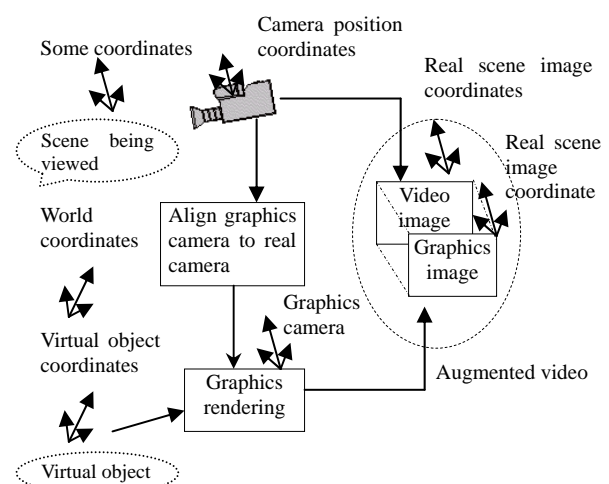 Some coordinates
Camera position
coordinates
Real scene image
coordinates
Scene being
viewed
Real scene
image
coordinate
World
coordinates
Align graphics
camera to real
camera
Video
image
Graphics
image
Virtual object
coordinates
Graphics
camera
Graphics
rendering
Augmented video
Virtual object